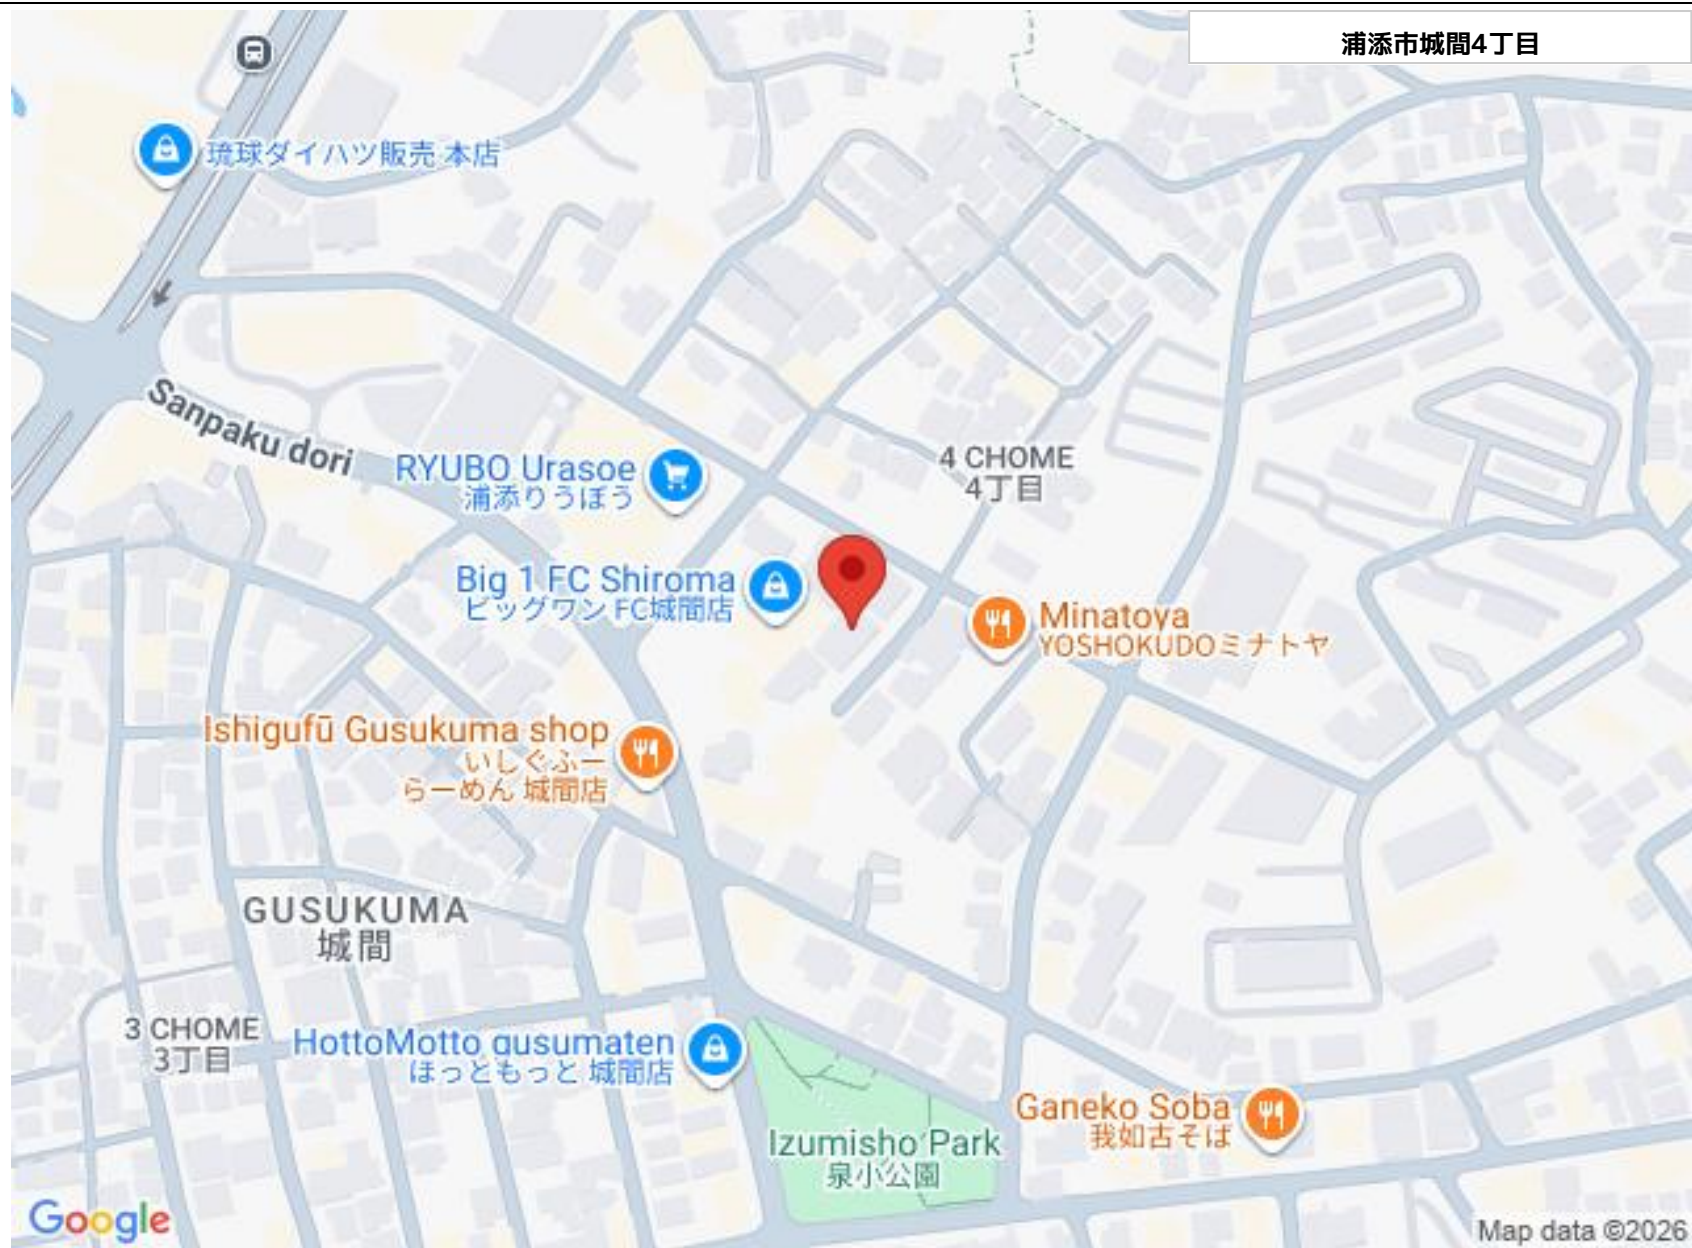 浦添市城間4丁目
琉球ダイハツ販売 本店
Sanpaku dori
RYUBO Urasoe
浦添りうぼう
4 CHOME
4丁目
Big 1 FC Shiroma
ビッグワン FC城間店
Minatoya
YOSHOKUDOミナトヤ
Ishigufū Gusukuma shop
いしぐふー
らーめん 城間店
GUSUKUMA
城間
3 CHOME
3丁目
HottoMotto gusumaten
ほっともっと 城間店
Ganeko Soba
我如古そば
Izumisho Park
泉小公園
Google
Map data ©2026